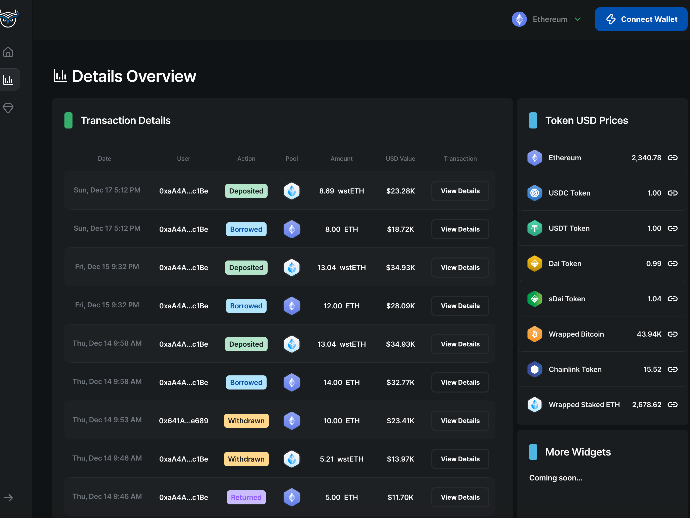 Ethereum
Connect Wallet
Details Overview
Transaction Details
Date User Action Pool Amount USD Value Transaction
Sun, Dec 17 5:12 PM 0xaA4A...c1Be Deposited 8.69 wstETH $23.28K View Details
Sun, Dec 17 5:12 PM 0xaA4A...c1Be Borrowed 8.00 ETH $18.72K View Details
Fri, Dec 15 9:32 PM 0xaA4A...c1Be Deposited 13.04 wstETH $34.93K View Details
Fri, Dec 15 9:32 PM 0xaA4A...c1Be Borrowed 12.00 ETH $28.09K View Details
Thu, Dec 14 9:58 AM 0xaA4A...c1Be Deposited 13.04 wstETH $34.93K View Details
Thu, Dec 14 9:58 AM 0xaA4A...c1Be Borrowed 14.00 ETH $32.77K View Details
Thu, Dec 14 9:53 AM 0x641A...e689 Withdrawn 10.00 ETH $23.41K View Details
Thu, Dec 14 9:46 AM 0xaA4A...c1Be Withdrawn 5.21 wstETH $13.97K View Details
Thu, Dec 14 9:46 AM 0xaA4A...c1Be Returned 5.00 ETH $11.70K View Details
Token USD Prices
Ethereum 2,340.78
USDC Token 1.00
USDT Token 1.00
Dai Token 0.99
sDai Token 1.04
Wrapped Bitcoin 43.94K
Chainlink Token 15.52
Wrapped Staked ETH 2,678.62
More Widgets
Coming soon...